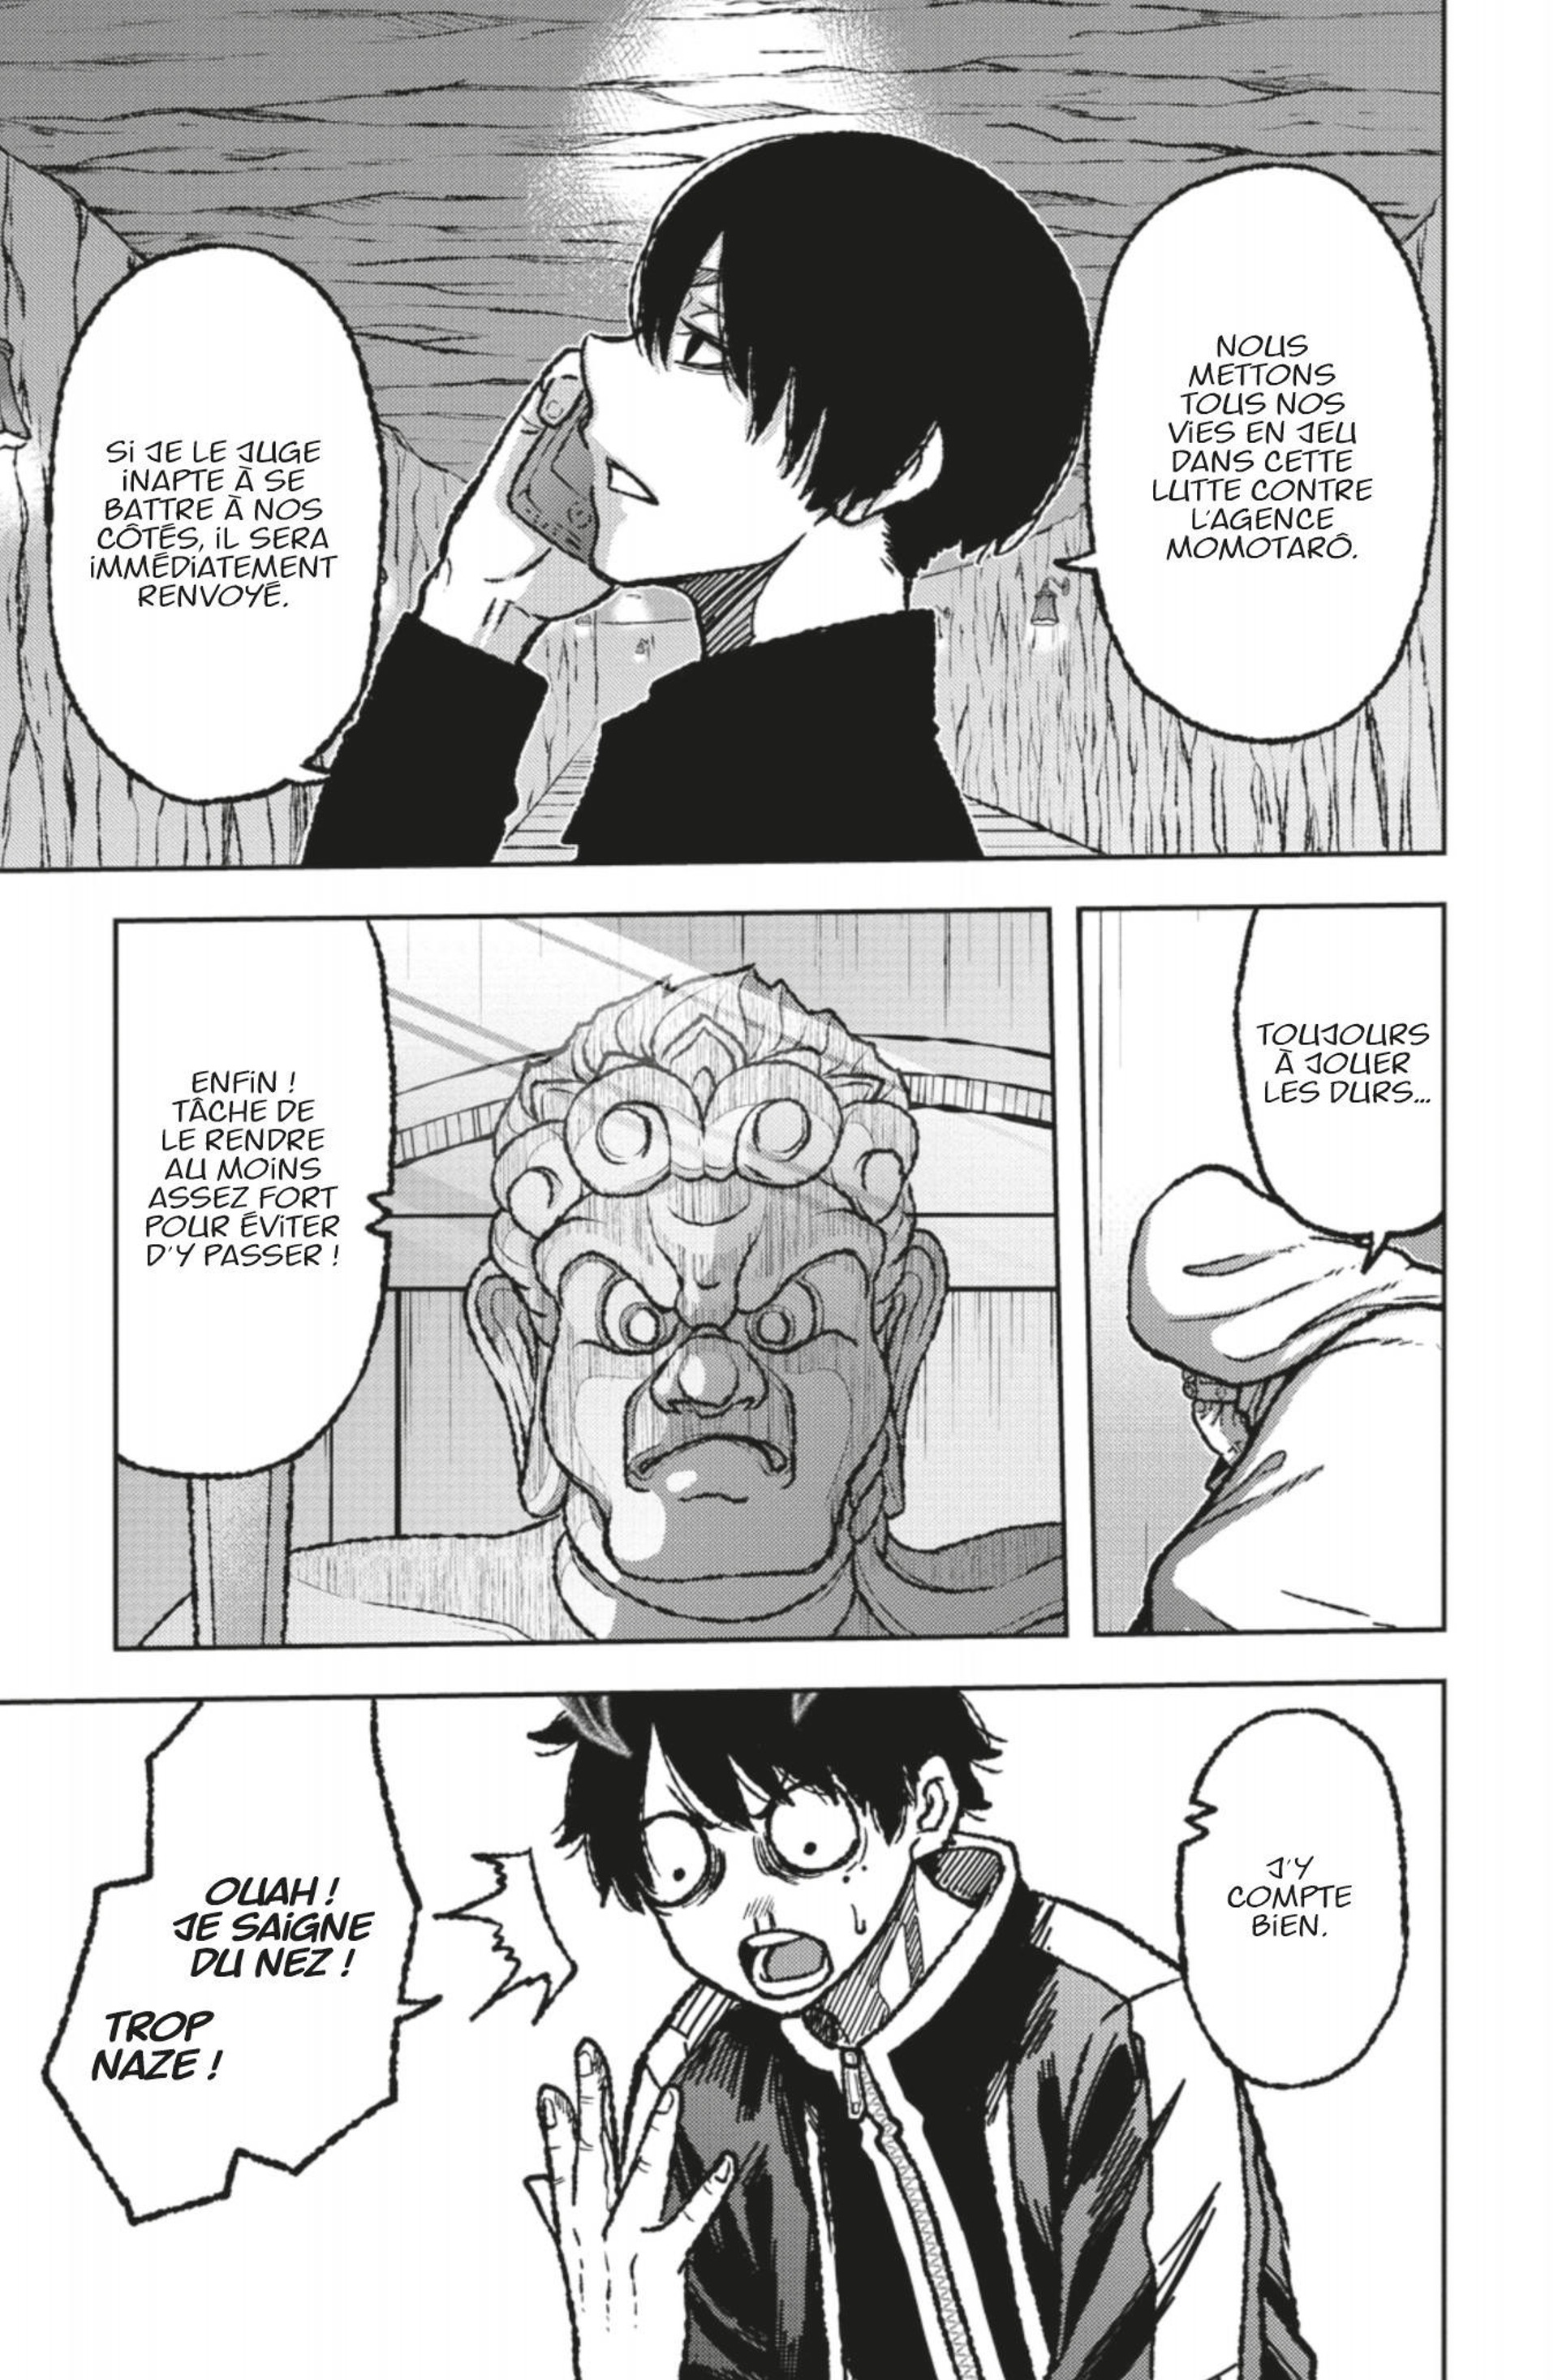 NOUS
METTONS
TOUS NOS
VIES EN JEU
DANS CETTE
LUTTE CONTRE
L'AGENCE
MOMOTARÔ.
SI JE LE JUGE
INAPTE À SE
BATTRE À NOS
CÔTÉS, IL SERA
IMMÉDIATEMENT
RENVOYÉ.
TOUJOURS
À JOUER
LES DURS...
ENFIN !
TÂCHE DE
LE RENDRE
AU MOINS
ASSEZ FORT
POUR ÉVITER
D'Y PASSER !
J'Y
COMPTE
BIEN.
OUAH !
JE SAIGNE
DU NEZ !
TROP
NAZE !